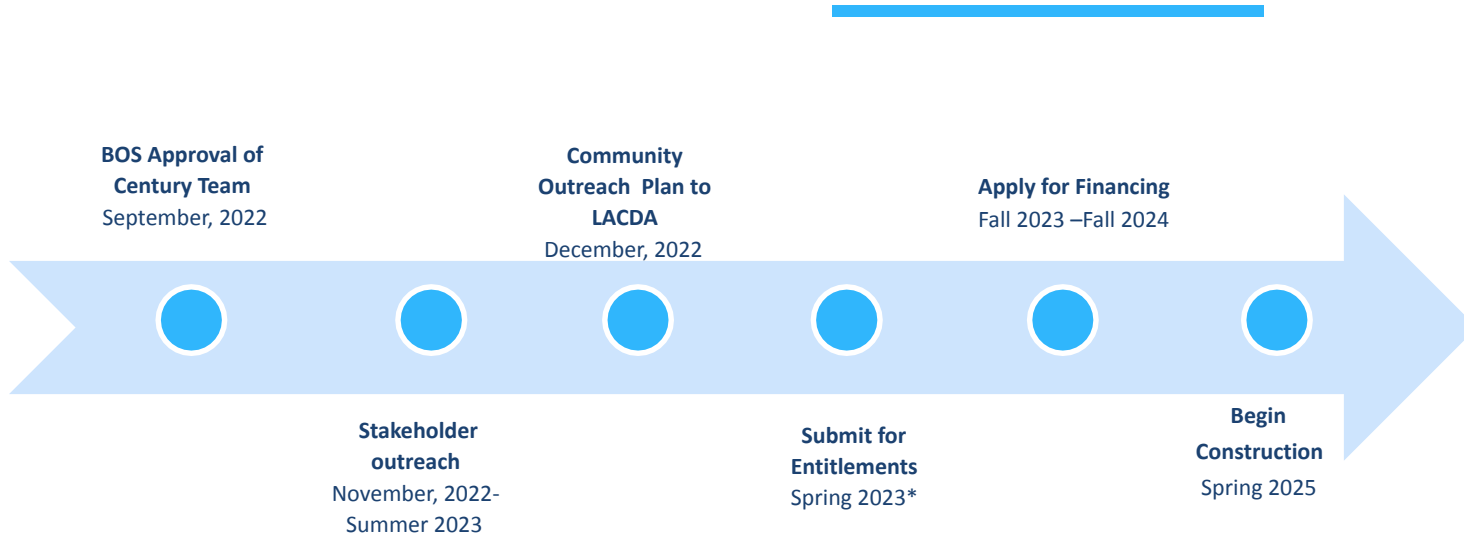 BOS Approval of
Century Team
September, 2022
Stakeholder
outreach
November, 2022-
Summer 2023
Community
Outreach  Plan to
LACDA
December, 2022
Submit for
Entitlements
Spring 2023*
Apply for Financing
Fall 2023 –Fall 2024
Begin
Construction
Spring 2025